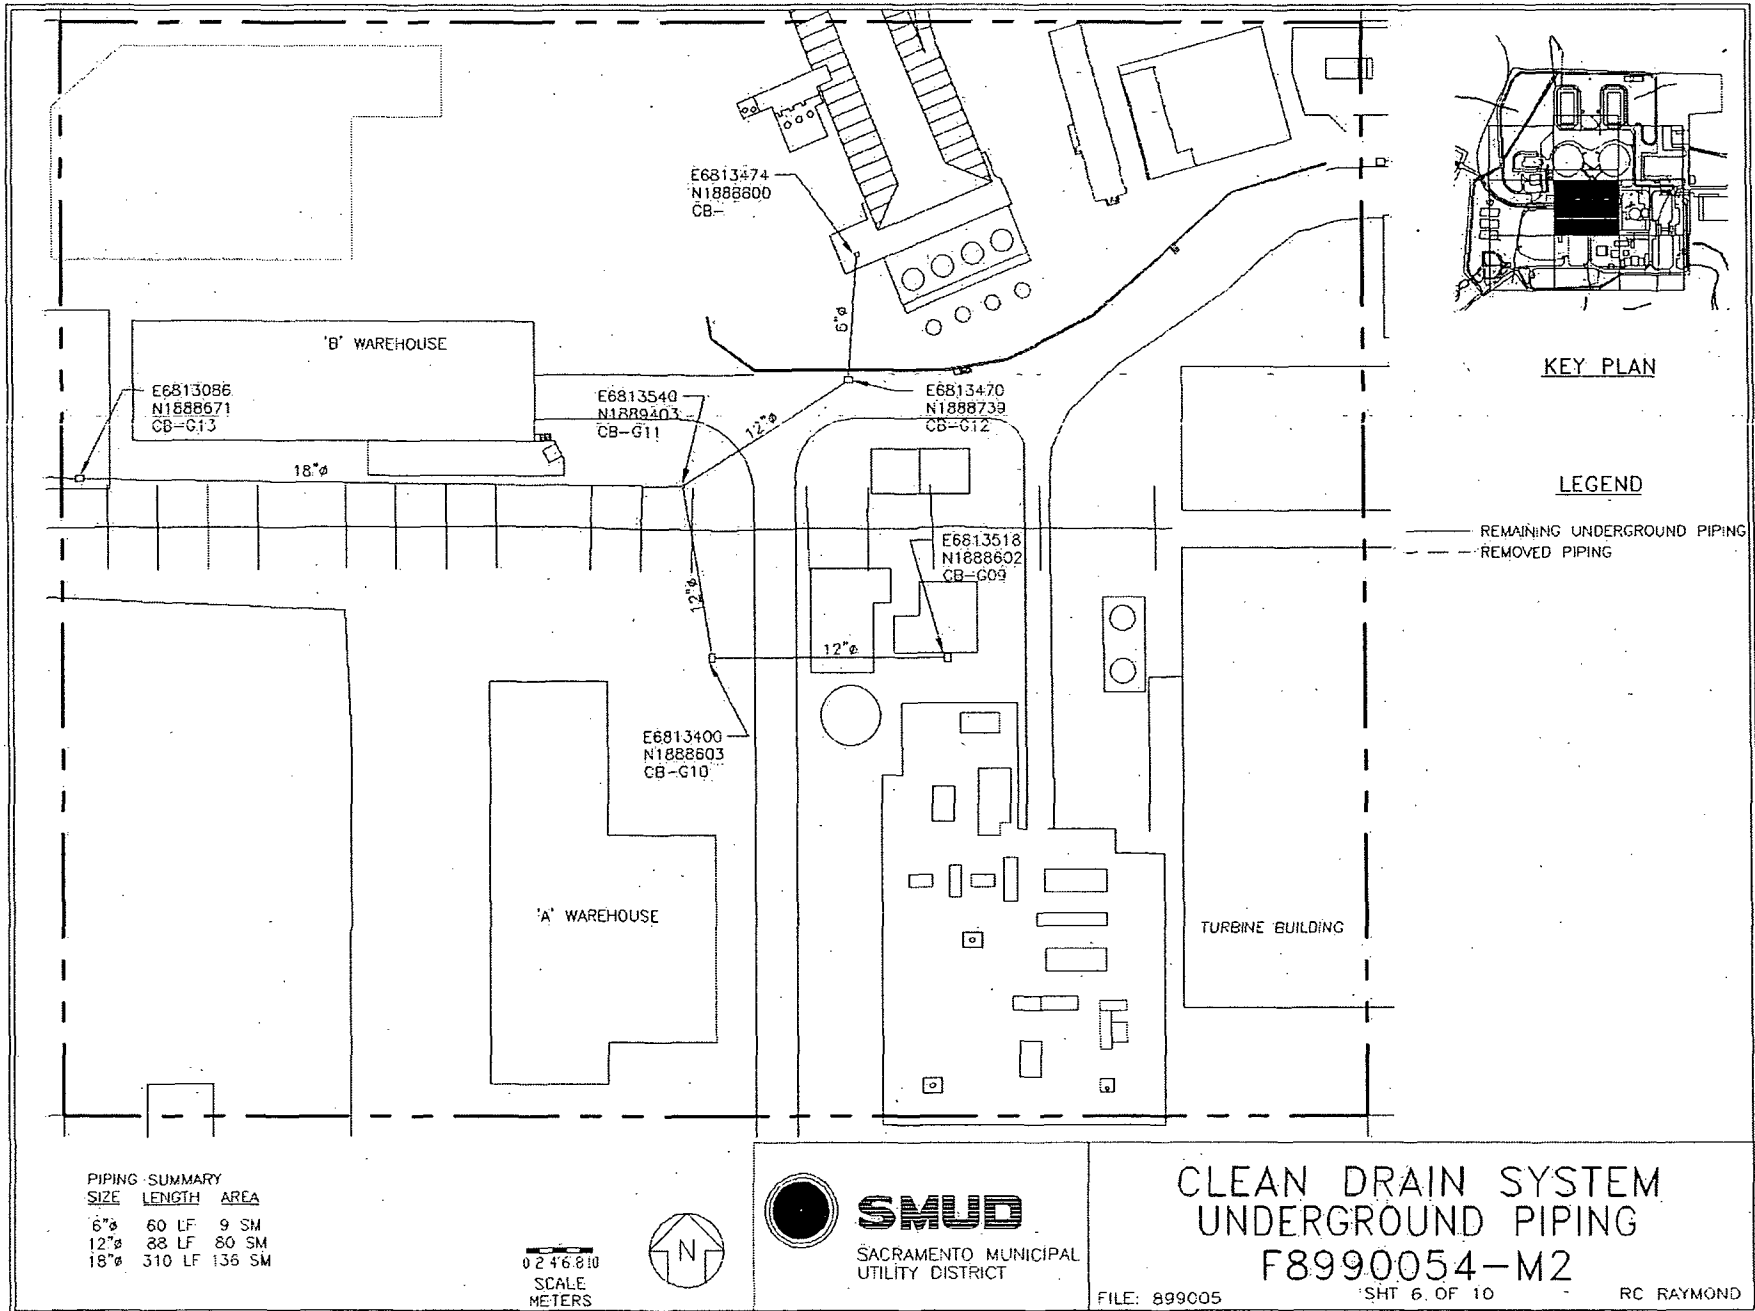 E6813474
N1888800
CB-
KEY PLAN
'B' WAREHOUSE
6"ø
E6813086
N1888671
CB-G13
E6813540
N1889403
CB-G11
12"ø
E6813470
N1888739
CB-G12
18"ø
LEGEND
REMAINING UNDERGROUND PIPING
REMOVED PIPING
E6813518
N1888602
CB-G09
12"ø
12"ø
E6813400
N1888603
CB-G10
'A' WAREHOUSE
TURBINE BUILDING
PIPING SUMMARY
SIZE LENGTH AREA
6"ø 60 LF 9 SM
12"ø 88 LF 80 SM
18"ø 310 LF 136 SM
0 2 4 6 8 10
SCALE
METERS
N
SMUD
SACRAMENTO MUNICIPAL
UTILITY DISTRICT
CLEAN DRAIN SYSTEM
UNDERGROUND PIPING
F8990054-M2
FILE: 899005
SHT 6 OF 10
RC RAYMOND